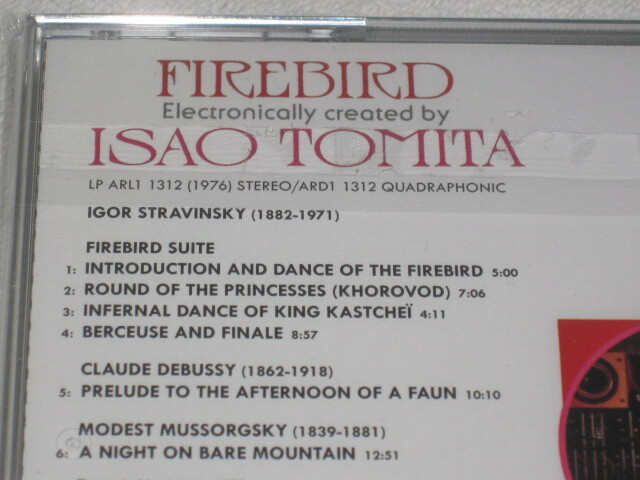 FIREBIRD
Electronically created by
ISAO TOMITA
LP ARL1 1312 (1976) STEREO/ARD1 1312 QUADRAPHONIC
IGOR STRAVINSKY (1882-1971)
FIREBIRD SUITE
1: INTRODUCTION AND DANCE OF THE FIREBIRD 5:00
2: ROUND OF THE PRINCESSES (KHOROVOD) 7:06
3: INFERNAL DANCE OF KING KASTCHEÏ 4:11
4: BERCEUSE AND FINALE 8:57
CLAUDE DEBUSSY (1862-1918)
5: PRELUDE TO THE AFTERNOON OF A FAUN 10:10
MODEST MUSSORGSKY (1839-1881)
6: A NIGHT ON BARE MOUNTAIN 12:51